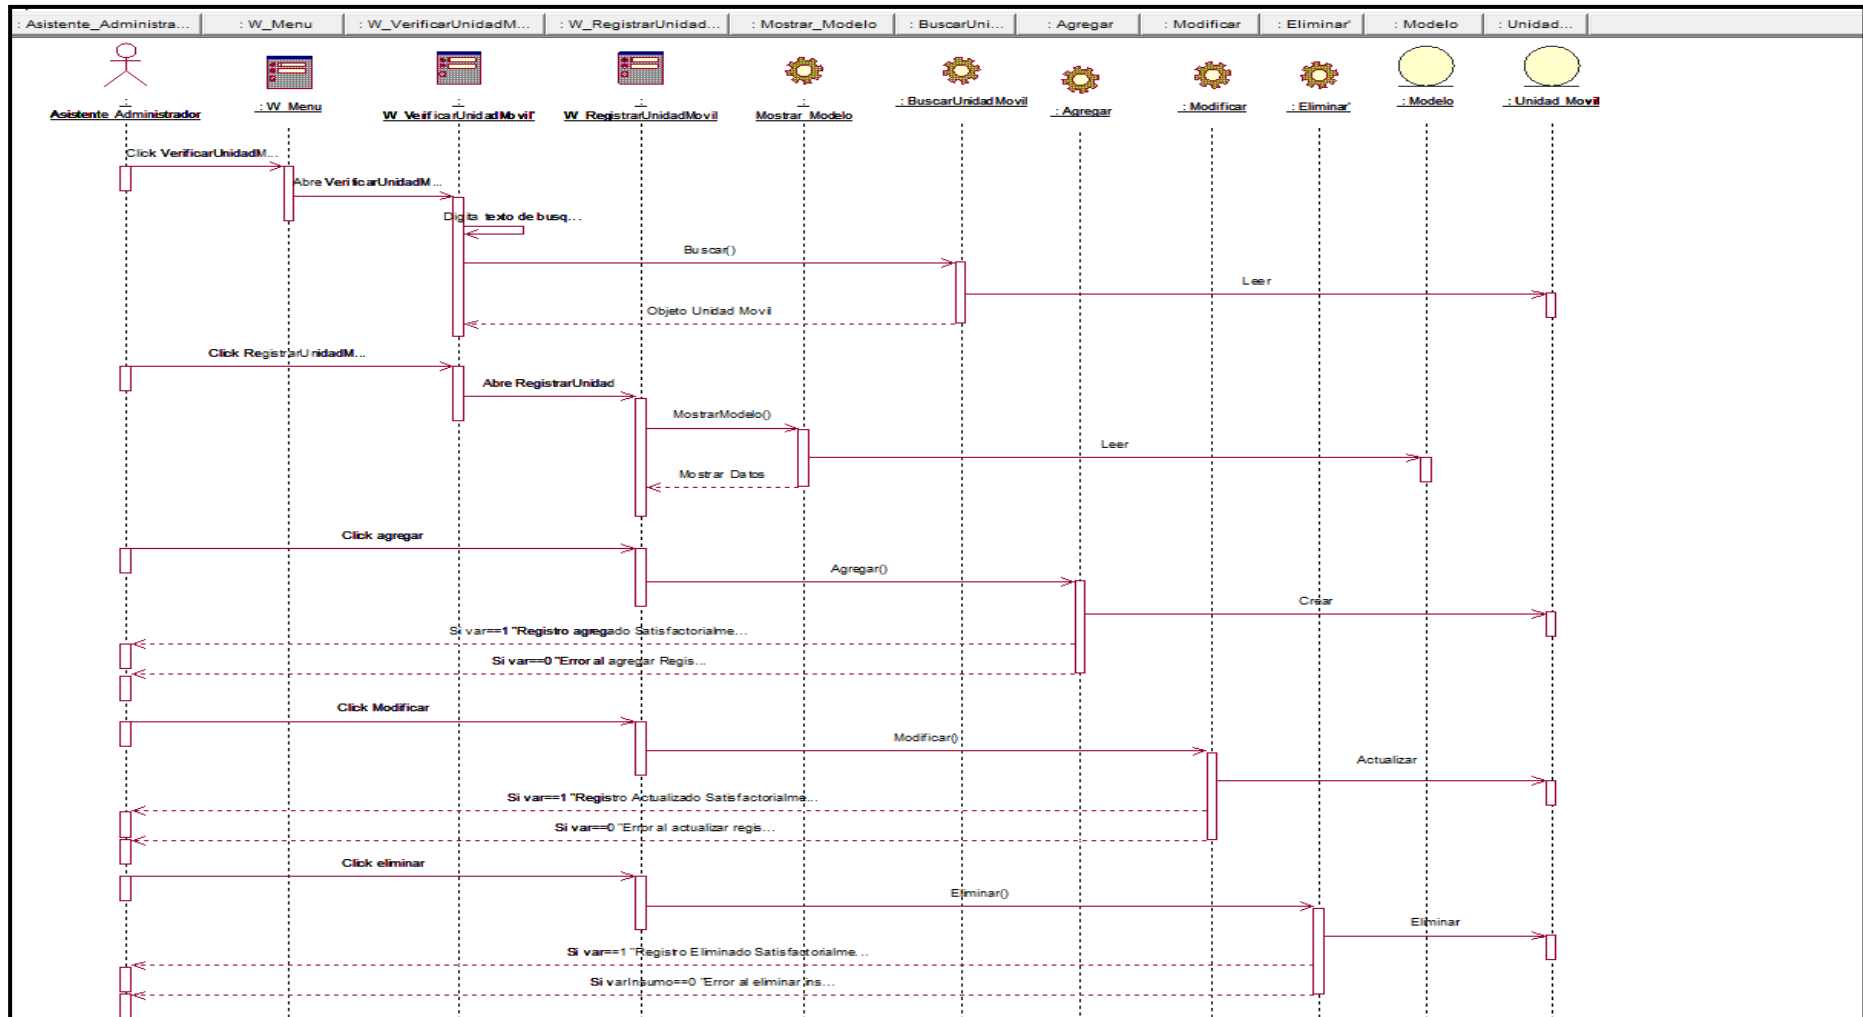 : Asistente_Administra... : W_Menu : W_VerificarUnidadM... : W_RegistrarUnidad... : Mostrar_Modelo : BuscarUni... : Agregar : Modificar : Eliminar' : Modelo : Unidad...
:
Asistente Administrador
: W_Menu
:
W_VerificarUnidadMovil'
:
W_RegistrarUnidadMovil
:
Mostrar_Modelo
: BuscarUnidadMovil
: Agregar
: Modificar
: Eliminar'
: Modelo
: Unidad Movil
Click VerificarUnidadM...
Abre VerificarUnidadM...
Digita texto de busq...
Buscar()
Leer
Objeto Unidad Movil
Click RegistrarUnidadM...
Abre RegistrarUnidad
MostrarModelo()
Leer
Mostrar Datos
Click agregar
Agregar()
Crear
Si var==1 "Registro agregado Satisfactorialme...
Si var==0 "Error al agregar Regis...
Click Modificar
Modificar()
Actualizar
Si var==1 "Registro Actualizado Satisfactorialme...
Si var==0 "Error al actualizar regis...
Click eliminar
Eliminar()
Eliminar
Si var==1 "Registro Eliminado Satisfactorialme...
Si varInsumo==0 "Error al eliminar ins...